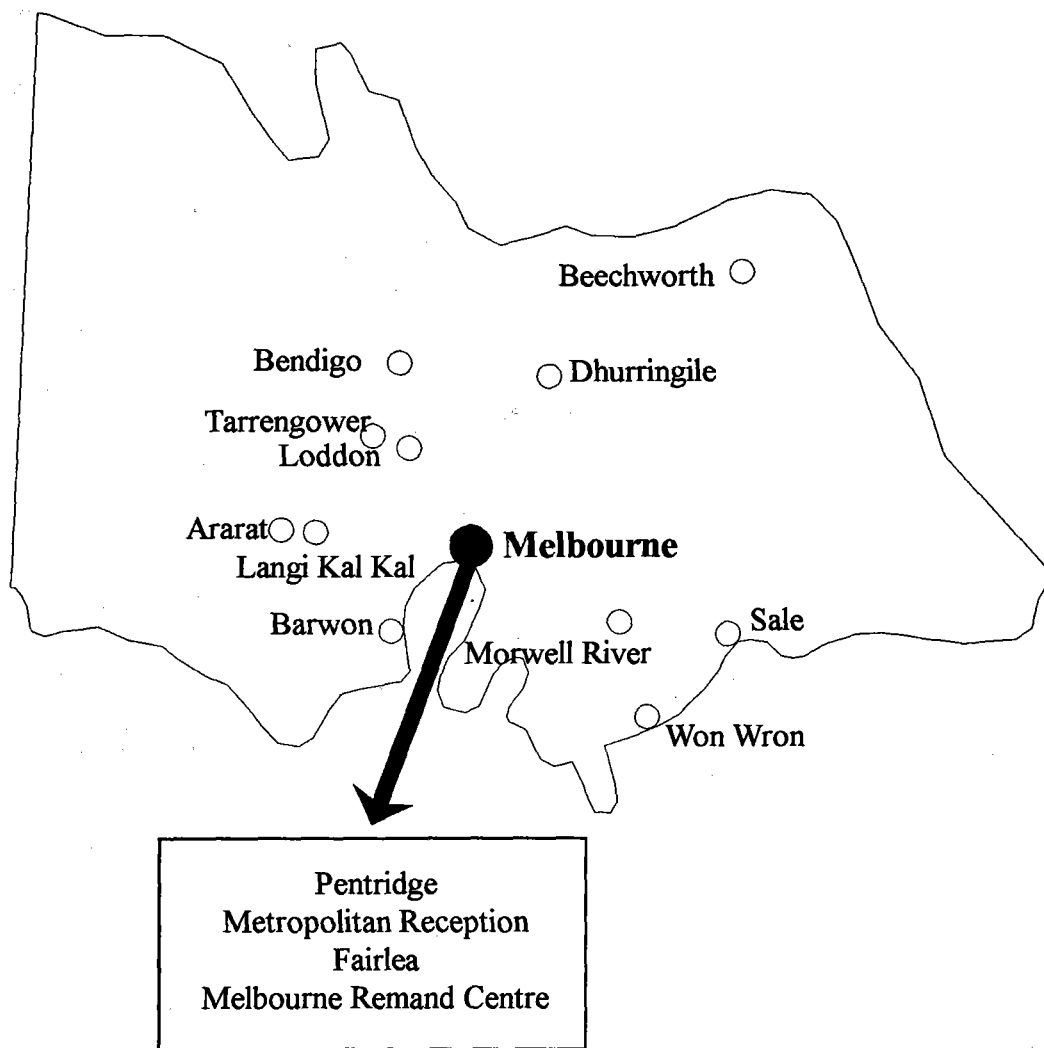 Beechworth
Bendigo
Dhurringile
Tarrengower
Loddon
Ararat
Melbourne
Langi Kal Kal
Barwon
Sale
Morwell River
Won Wron
Pentridge
Metropolitan Reception
Fairlea
Melbourne Remand Centre